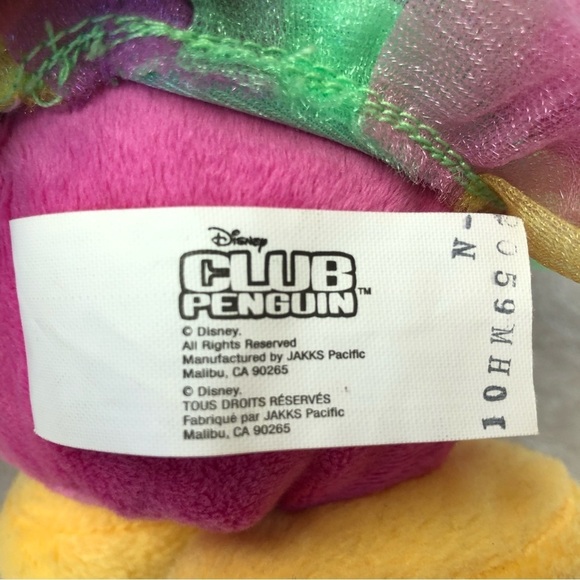 Disney
CLUB
PENGUIN™
© Disney.
All Rights Reserved
Manufactured by JAKKS Pacific
Malibu, CA 90265
© Disney.
TOUS DROITS RÉSERVÉS
Fabriqué par JAKKS Pacific
Malibu, CA 90265
1059MH0
N-